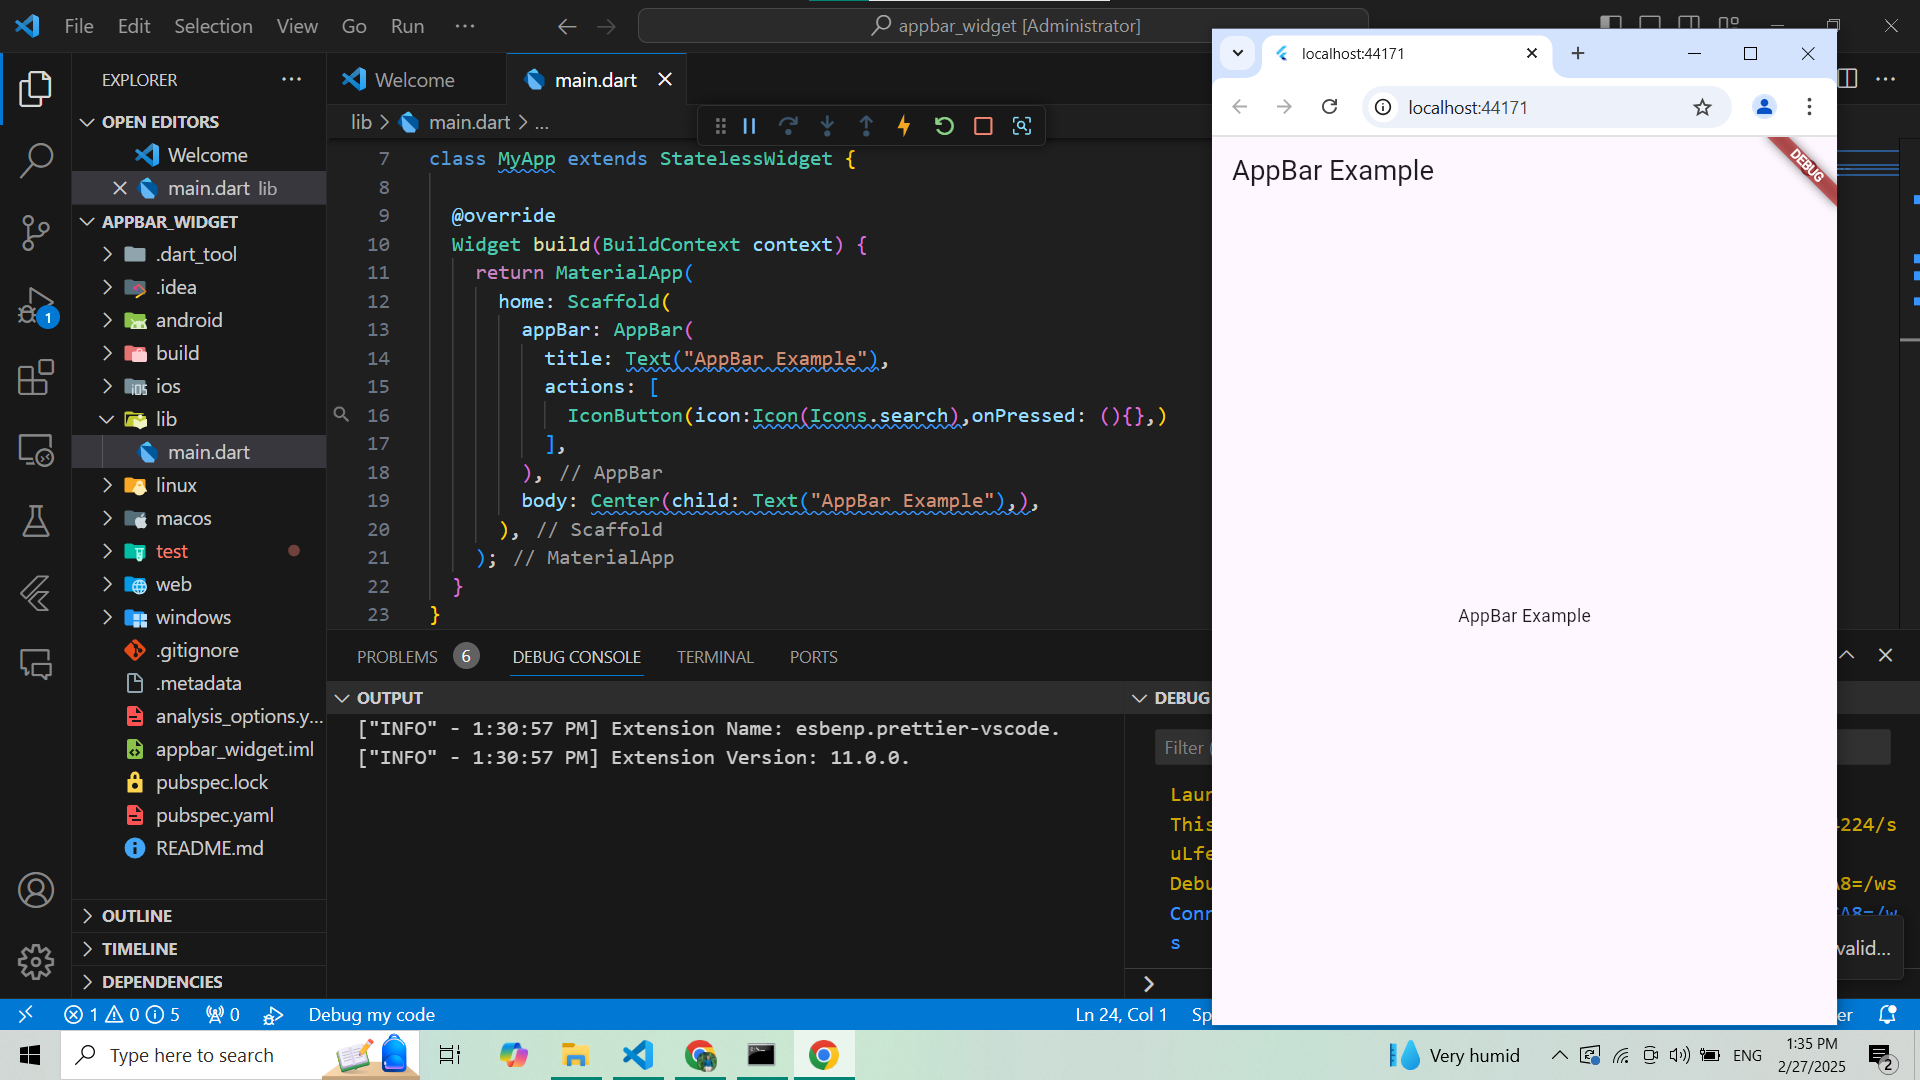 File Edit Selection View Go Run ···
appbar_widget [Administrator]
EXPLORER
OPEN EDITORS
Welcome
main.dart lib
APPBAR_WIDGET
.dart_tool
.idea
android
build
ios
lib
main.dart
linux
macos
test
web
windows
.gitignore
.metadata
analysis_options.y...
appbar_widget.iml
pubspec.lock
pubspec.yaml
README.md
OUTLINE
TIMELINE
DEPENDENCIES
1
Welcome
main.dart
lib > main.dart > ...
7 class MyApp extends StatelessWidget {
8
9 @override
10 Widget build(BuildContext context) {
11 return MaterialApp(
12 home: Scaffold(
13 appBar: AppBar(
14 title: Text("AppBar Example"),
15 actions: [
16 IconButton(icon:Icon(Icons.search),onPressed: (){},)
17 ],
18 ), // AppBar
19 body: Center(child: Text("AppBar Example"),),
20 ), // Scaffold
21 ); // MaterialApp
22 }
23 }
PROBLEMS 6 DEBUG CONSOLE TERMINAL PORTS
OUTPUT
["INFO" - 1:30:57 PM] Extension Name: esbenp.prettier-vscode.
["INFO" - 1:30:57 PM] Extension Version: 11.0.0.
DEBUG
Filter (
Laur
This
224/s
uLfe
Debu
A8=/ws
Conr
A8=/w
s
valid...
localhost:44171
localhost:44171
AppBar Example
DEBUG
AppBar Example
1 0 5 0 Debug my code
Ln 24, Col 1 Sp
er
Type here to search
Very humid
ENG
1:35 PM
2/27/2025
2